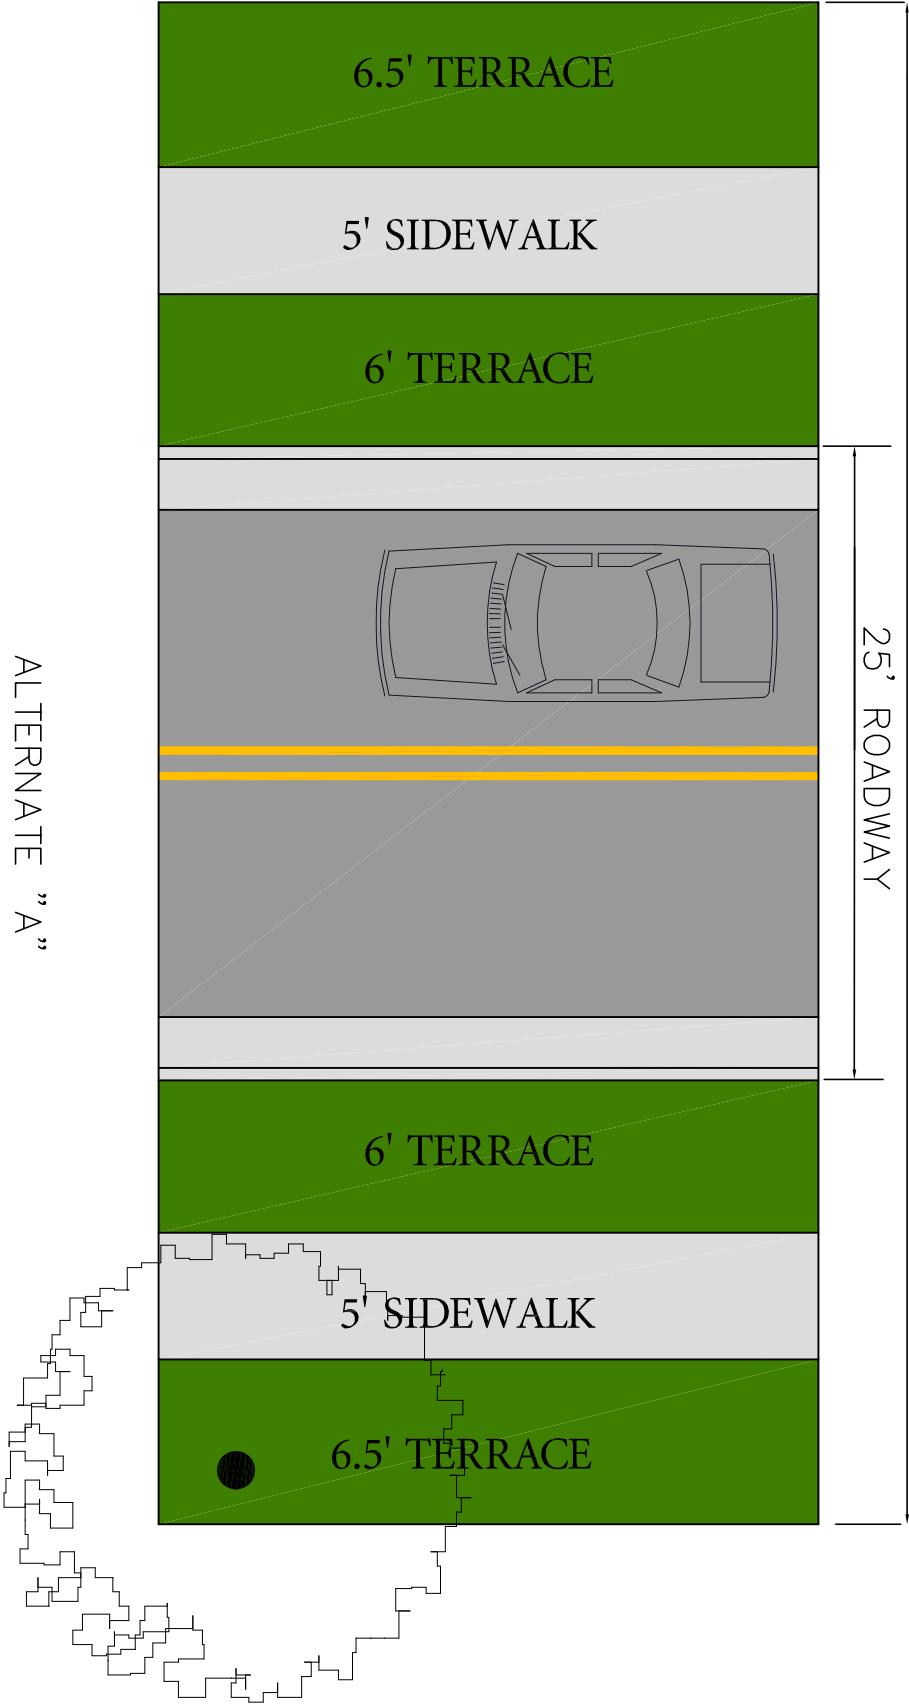 6.5' TERRACE
5' SIDEWALK
6' TERRACE
25' ROADWAY
ALTERNATE "A"
6' TERRACE
5' SIDEWALK
6.5' TERRACE